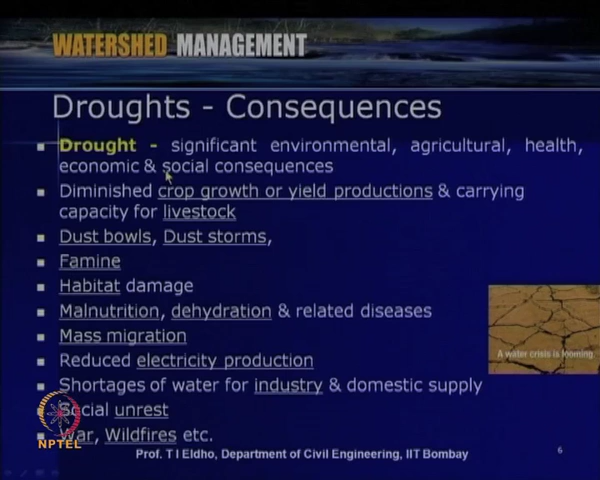 WATERSHED MANAGEMENT
Droughts - Consequences
Drought - significant environmental, agricultural, health,
economic & social consequences
Diminished crop growth or yield productions & carrying
capacity for livestock
Dust bowls, Dust storms,
Famine
Habitat damage
Malnutrition, dehydration & related diseases
Mass migration
Reduced electricity production
Shortages of water for industry & domestic supply
Social unrest
War, Wildfires etc.
A water crisis is looming.
NPTEL
Prof. T I Eldho, Department of Civil Engineering, IIT Bombay
6